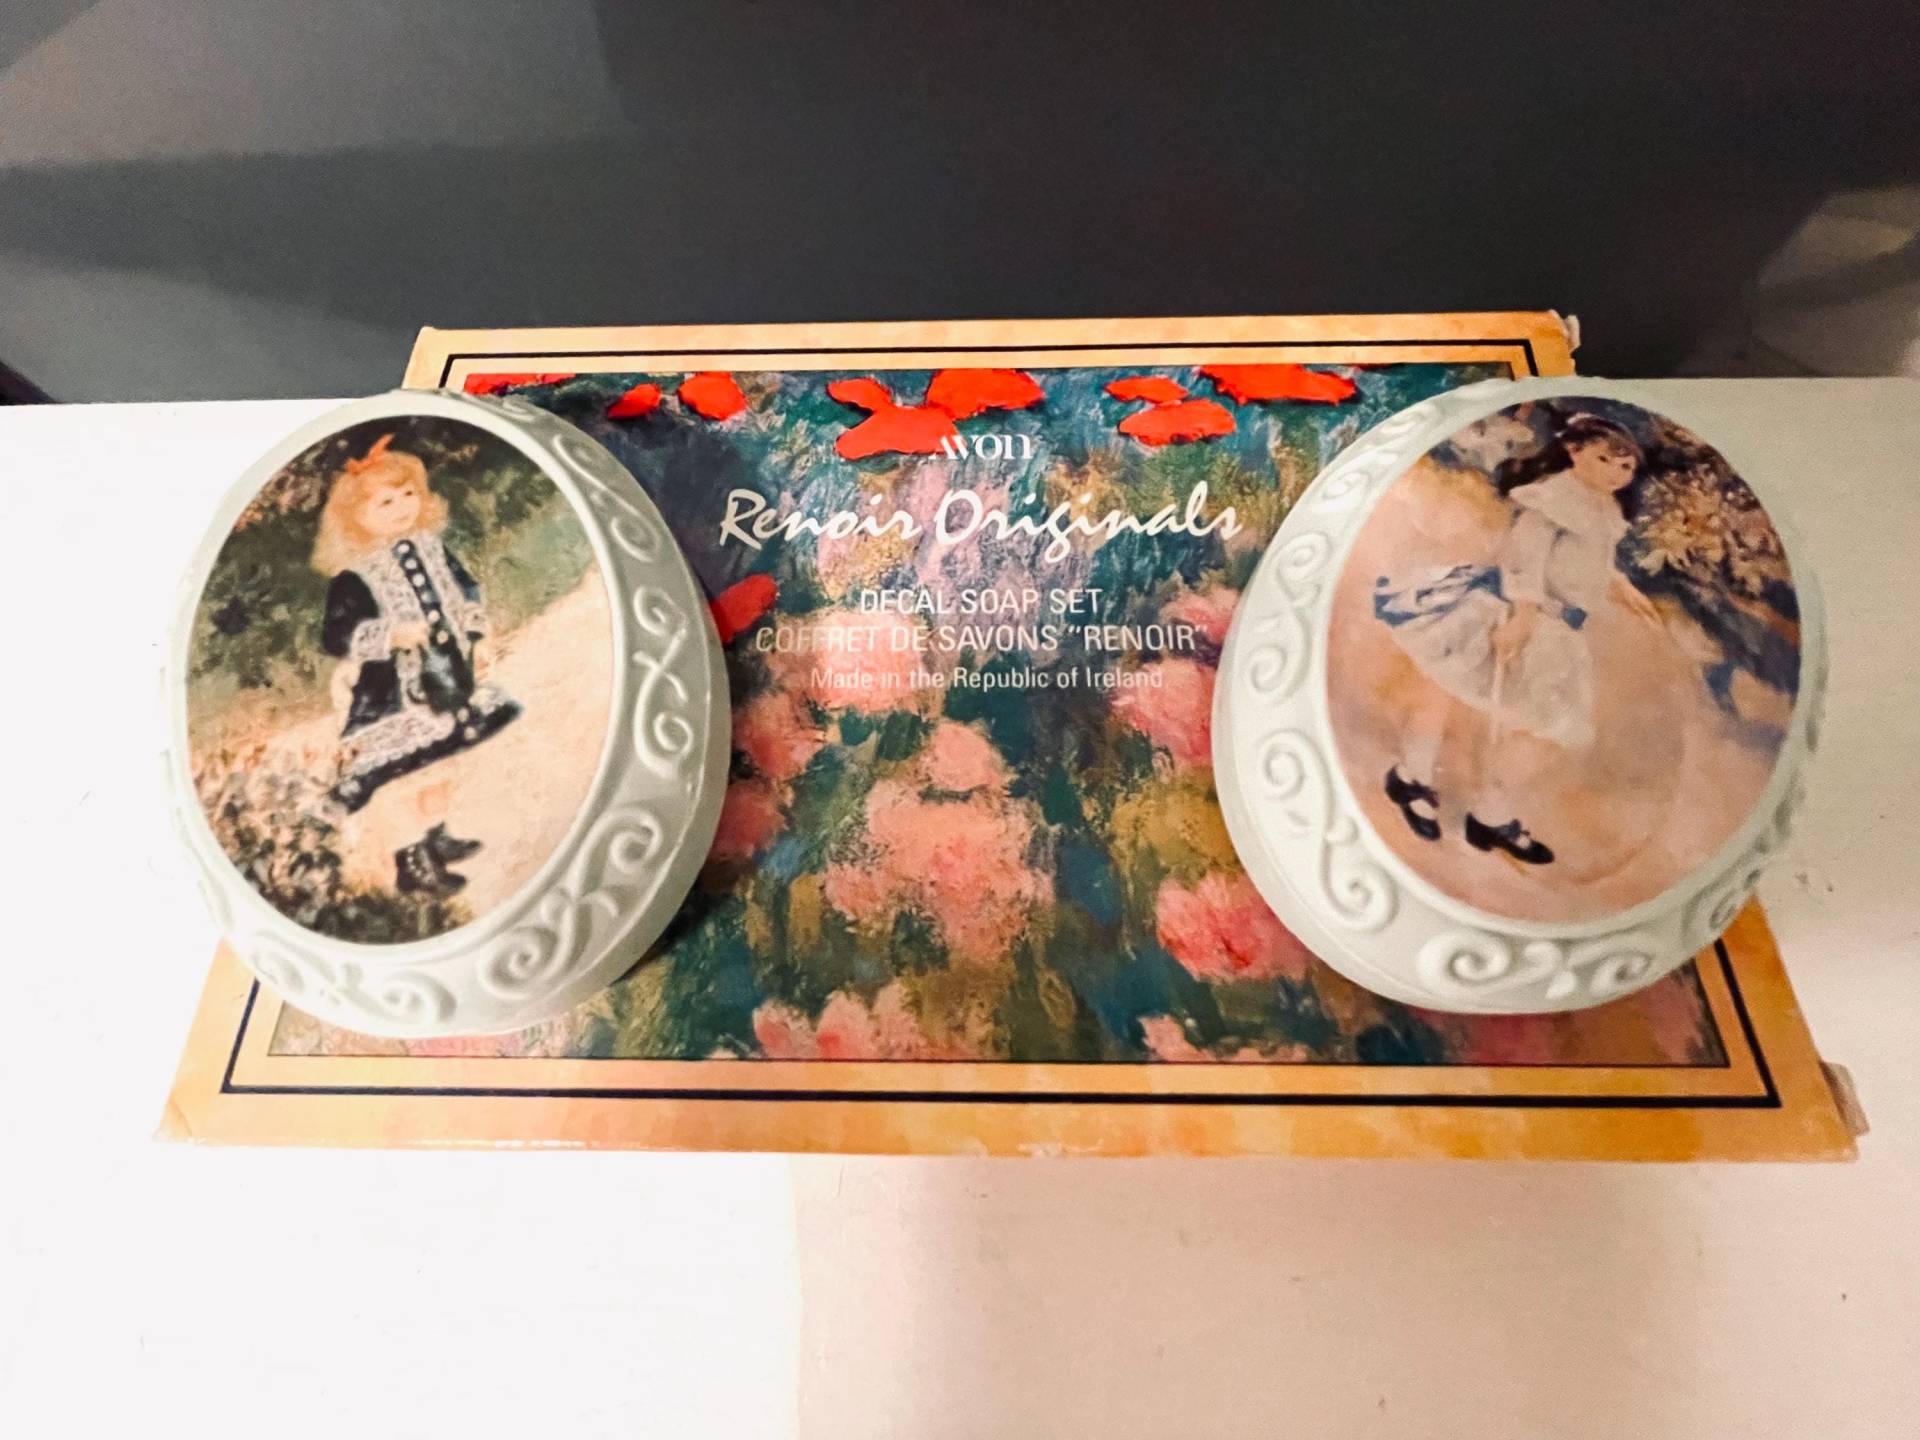 AVON
Renoir Originals
DECAL SOAP SET
COFFRET DE SAVONS "RENOIR"
Made in the Republic of Ireland